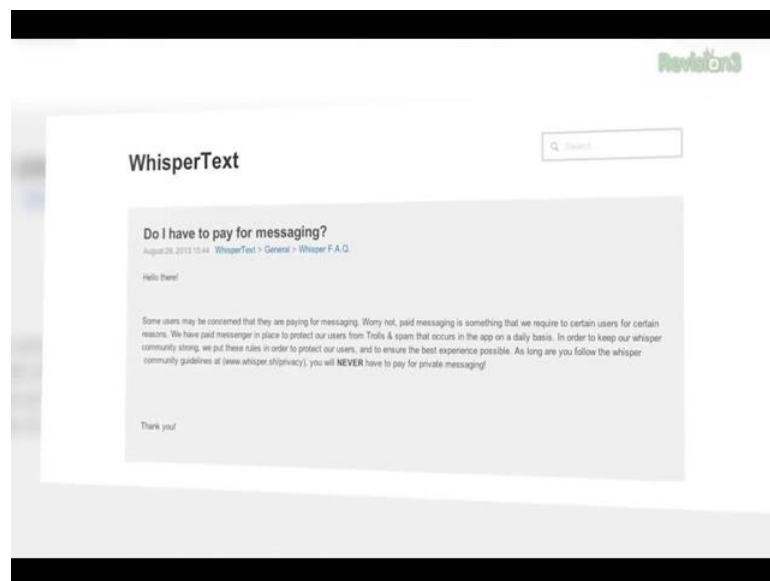 Revision3
WhisperText
Search
Do I have to pay for messaging?
August 28, 2013 10:44 WhisperText > General > Whisper F.A.Q.
Hello there!
Some users may be concerned that they are paying for messaging. Worry not, paid messaging is something that we require to certain users for certain
reasons. We have paid messenger in place to protect our users from Trolls & spam that occurs in the app on a daily basis. In order to keep our whisper
community strong, we put these rules in order to protect our users, and to ensure the best experience possible. As long are you follow the whisper
community guidelines at (www.whisper.sh/privacy), you will NEVER have to pay for private messaging!
Thank you!